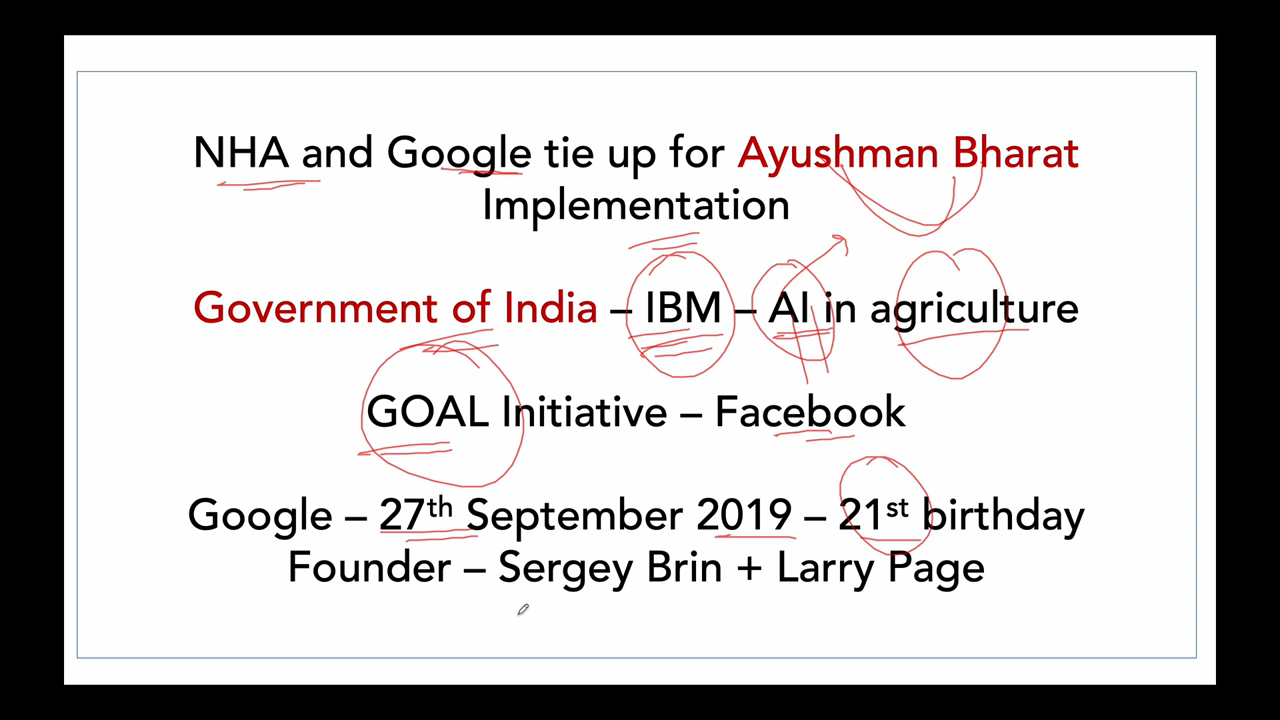 NHA and Google tie up for Ayushman Bharat
Implementation
Government of India – IBM – AI in agriculture
GOAL Initiative – Facebook
Google – 27th September 2019 – 21st birthday
Founder – Sergey Brin + Larry Page